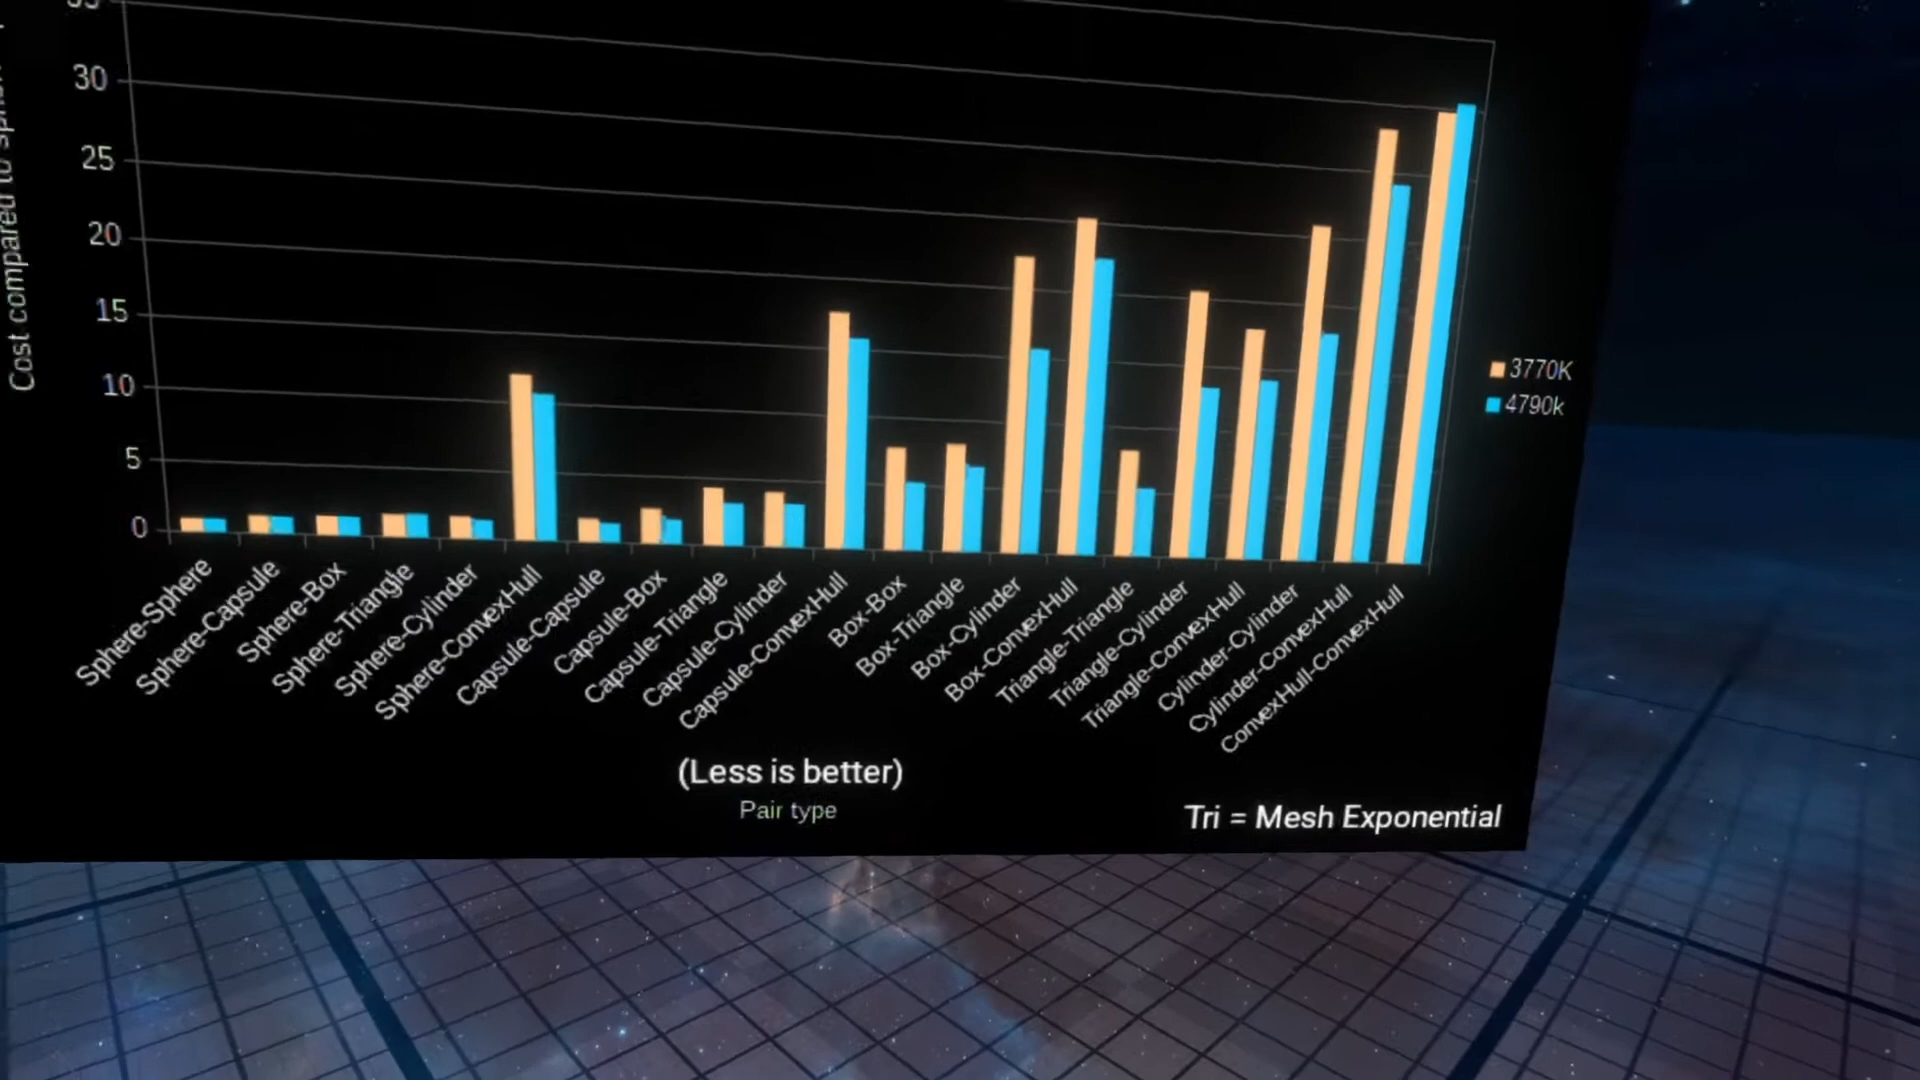 30
25
20
15
10
5
0
Cost compared to
3770K
4790k
Sphere-Sphere
Sphere-Capsule
Sphere-Box
Sphere-Triangle
Sphere-Cylinder
Sphere-ConvexHull
Capsule-Capsule
Capsule-Box
Capsule-Triangle
Capsule-Cylinder
Capsule-ConvexHull
Box-Box
Box-Triangle
Box-Cylinder
Box-ConvexHull
Triangle-Triangle
Triangle-Cylinder
Triangle-ConvexHull
Cylinder-Cylinder
Cylinder-ConvexHull
ConvexHull-ConvexHull
(Less is better)
Pair type
Tri = Mesh Exponential